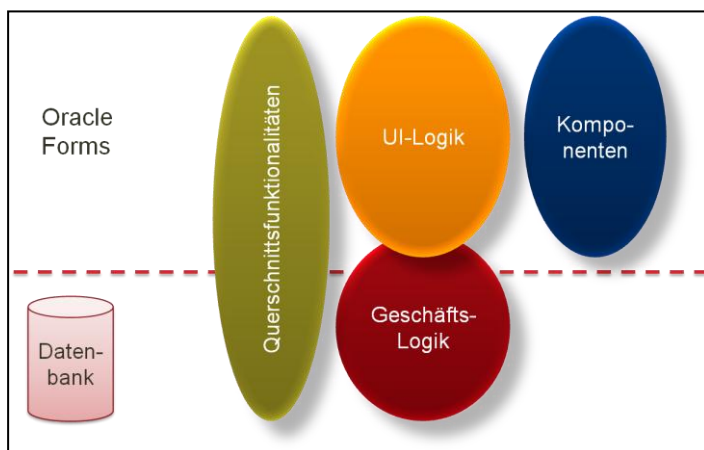 Oracle
Forms
Querschnittsfunktionalitäten
UI-Logik
Kompo-
nenten
Geschäfts-
Logik
Daten-
bank